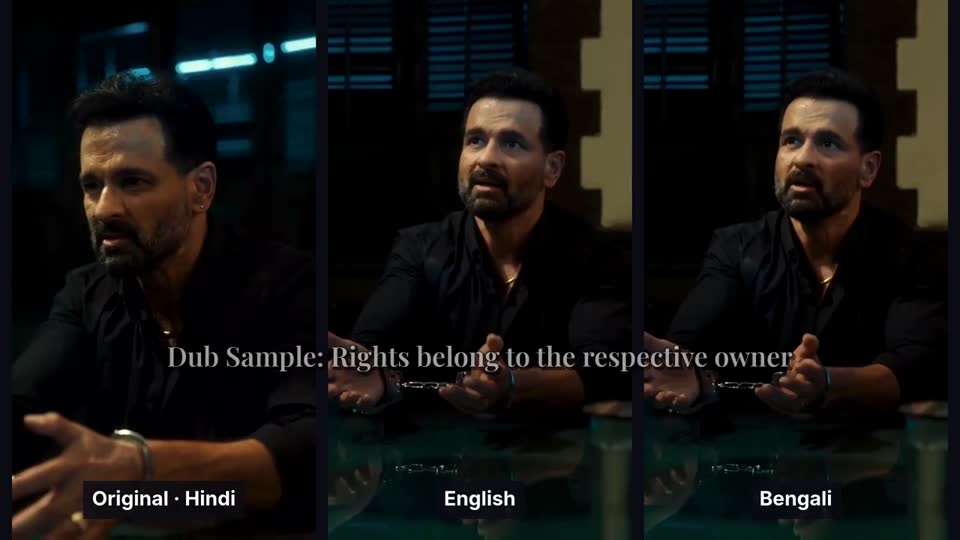 Dub Sample: Rights belong to the respective owner
Original · Hindi
English
Bengali